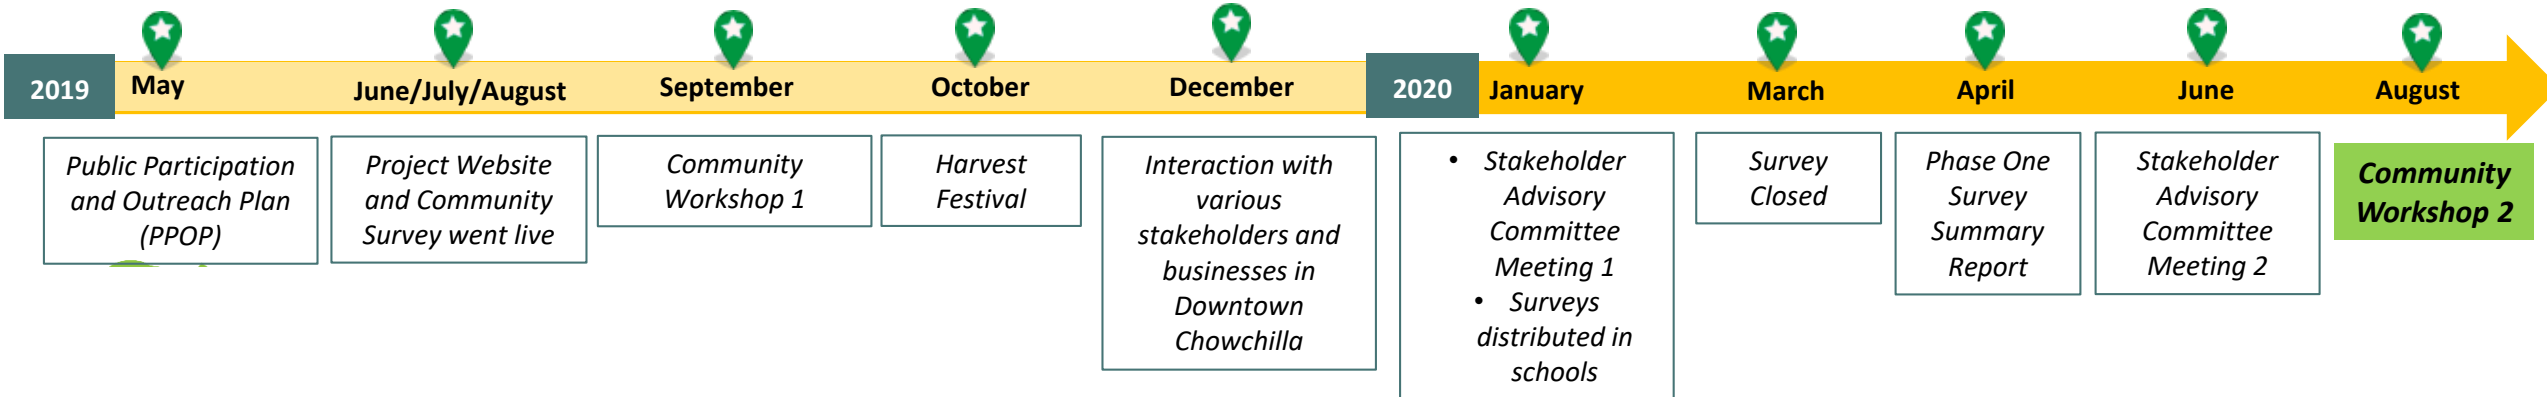 2019
May
June/July/August
September
October
December
2020
January
March
April
June
August
Public Participation
and Outreach Plan
(PPOP)
Project Website
and Community
Survey went live
Community
Workshop 1
Harvest
Festival
Interaction with
various
stakeholders and
businesses in
Downtown
Chowchilla
• Stakeholder
Advisory
Committee
Meeting 1
• Surveys
distributed in
schools
Survey
Closed
Phase One
Survey
Summary
Report
Stakeholder
Advisory
Committee
Meeting 2
Community
Workshop 2